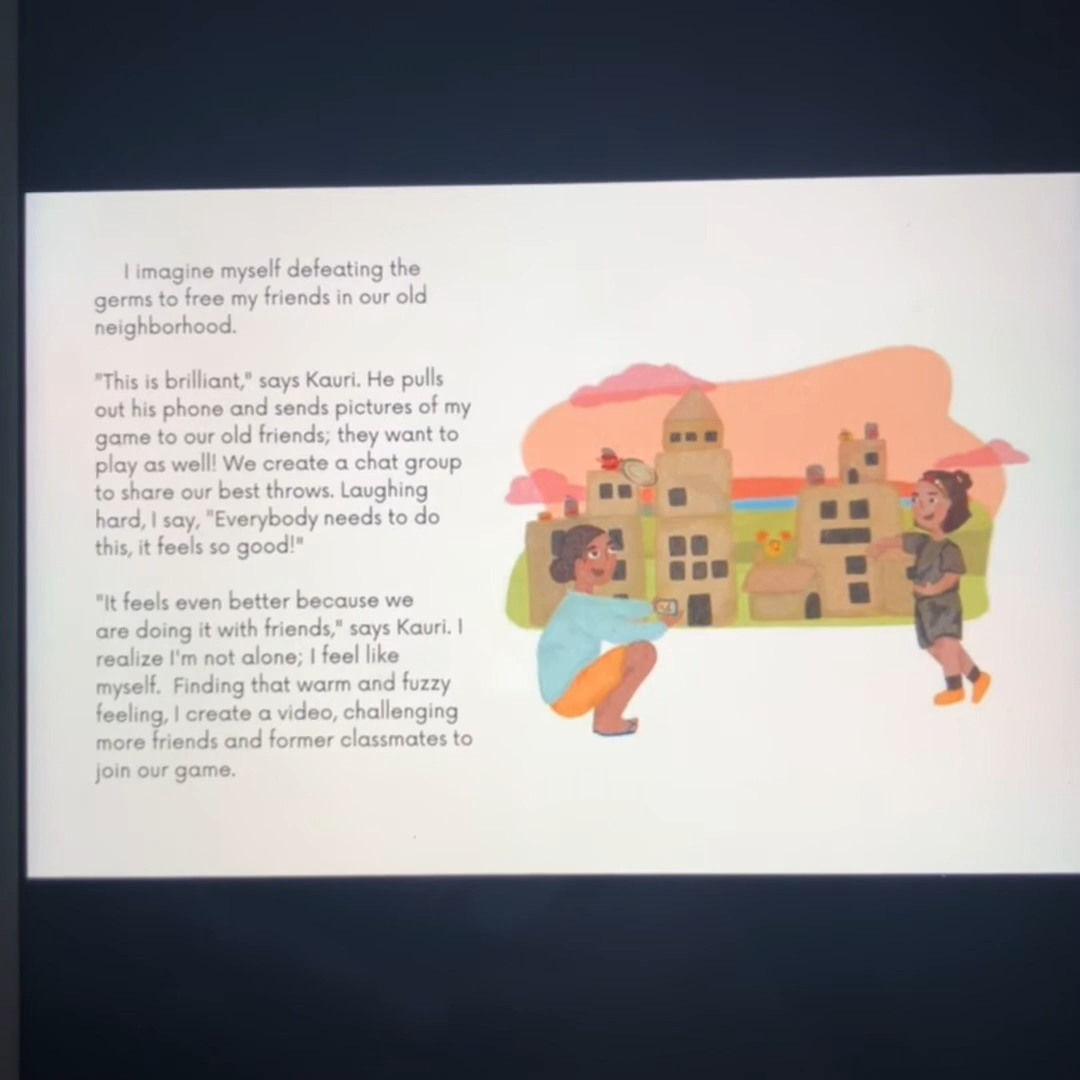 I imagine myself defeating the
germs to free my friends in our old
neighborhood.
"This is brilliant," says Kauri. He pulls
out his phone and sends pictures of my
game to our old friends; they want to
play as well! We create a chat group
to share our best throws. Laughing
hard, I say, "Everybody needs to do
this, it feels so good!"
"It feels even better because we
are doing it with friends," says Kauri. I
realize I'm not alone; I feel like
myself.  Finding that warm and fuzzy
feeling, I create a video, challenging
more friends and former classmates to
join our game.